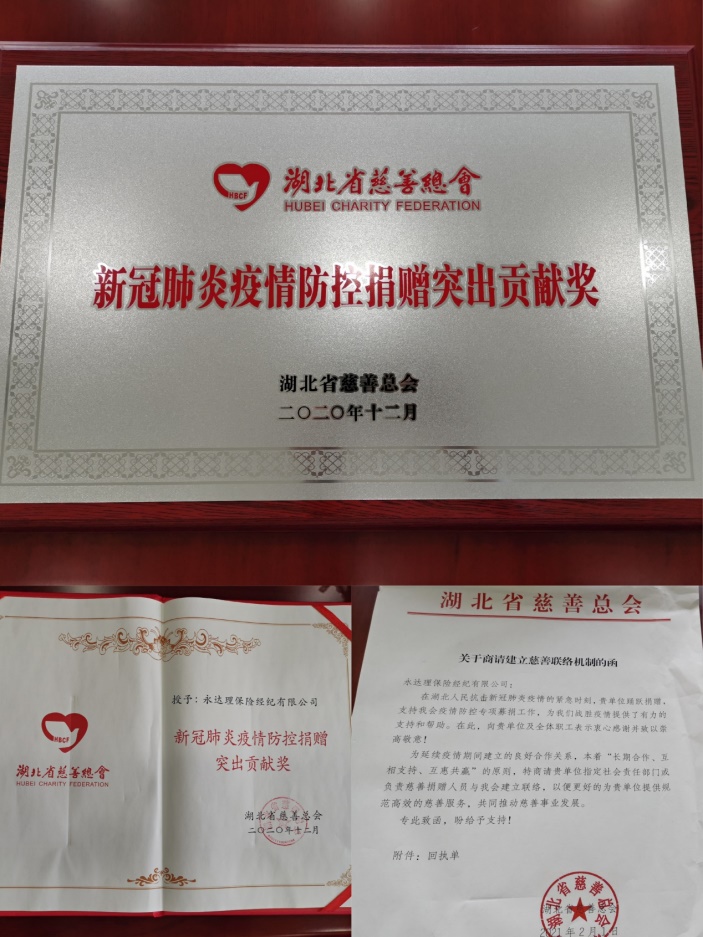 HBCF
湖北省慈善總會
HUBEI CHARITY FEDERATION
新冠肺炎疫情防控捐赠突出贡献奖
湖北省慈善总会
二〇二〇年十二月
HBCF
湖北省慈善總會
HUBEI CHARITY FEDERATION
授予：永达理保险经纪有限公司
新冠肺炎疫情防控捐赠
突出贡献奖
湖北省慈善总会
二〇二〇年十二月
湖北省慈善总会
关于商请建立慈善联络机制的函
永达理保险经纪有限公司：
在湖北人民抗击新冠肺炎疫情的紧急时刻，贵单位踊跃捐赠、
支持我会疫情防控专项募捐工作，为我们战胜疫情提供了有力的
支持和帮助。在此，向贵单位及全体职工表示衷心感谢并致以崇
高敬意！
为延续疫情期间建立的良好合作关系，本着“长期合作、互
相支持、互惠共赢”的原则，特商请贵单位指定社会责任部门或
负责慈善捐赠人员与我会建立联络，以便更好的为贵单位提供规
范高效的慈善服务，共同推动慈善事业发展。
专此致函，盼给予支持！
附件：回执单
湖北省慈善总会
2021年2月1日